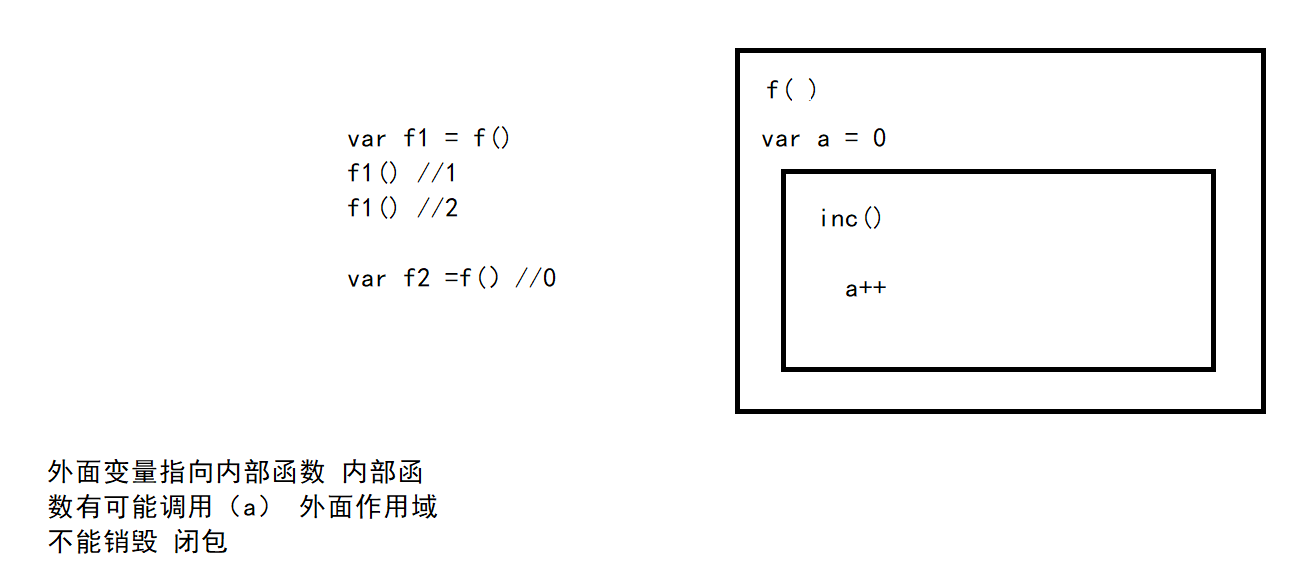 var f1 = f()
f1() //1
f1() //2
var f2 =f() //0
f( )
var a = 0
inc()
a++
外面变量指向内部函数 内部函
数有可能调用（a） 外面作用域
不能销毁 闭包